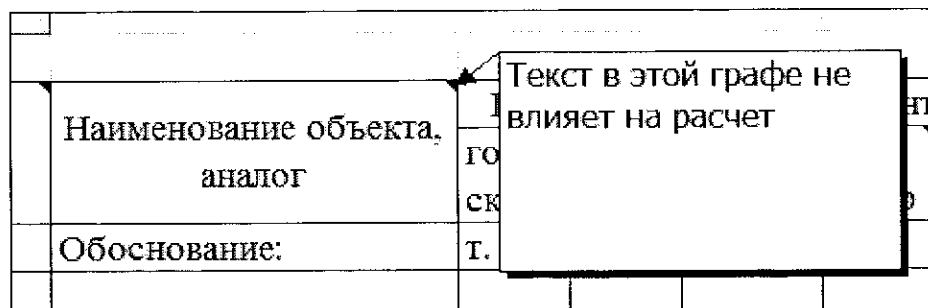 Текст в этой графе не
влияет на расчет
Наименование объекта,
аналог
Обоснование:
т.